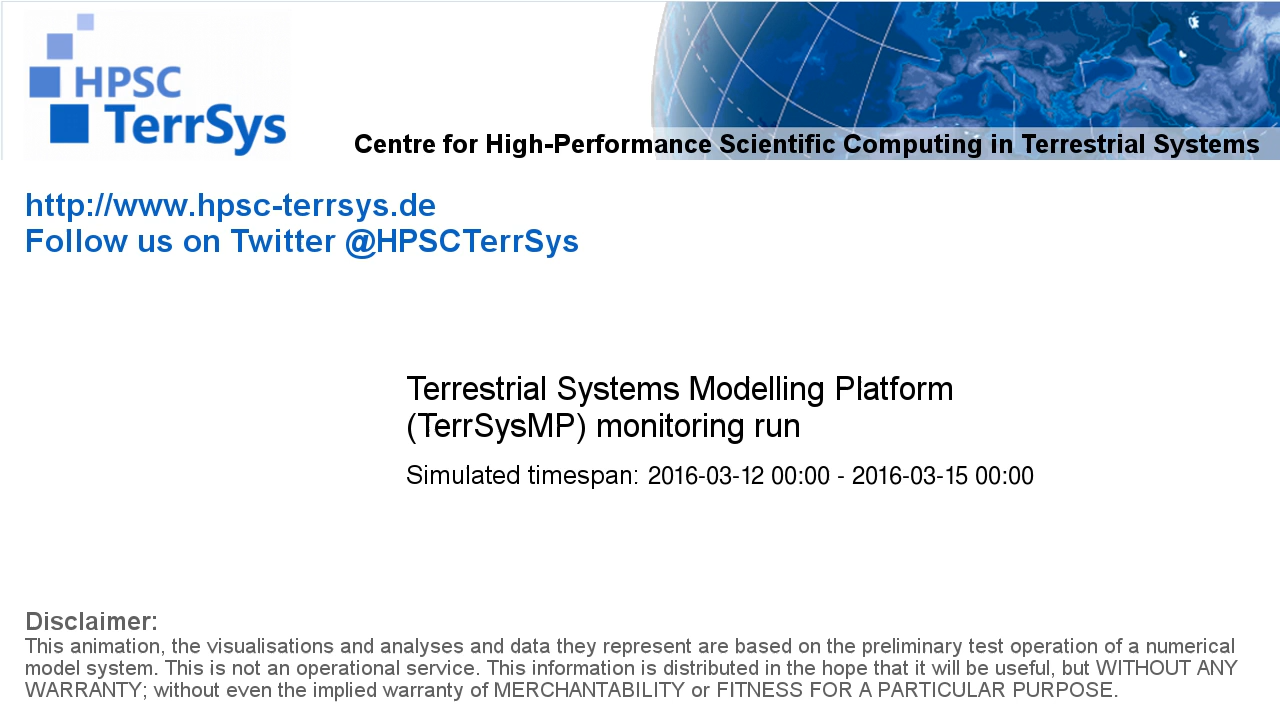 HPSC
TerrSys
Centre for High-Performance Scientific Computing in Terrestrial Systems
http://www.hpsc-terrsys.de
Follow us on Twitter @HPSCTerrSys
Terrestrial Systems Modelling Platform
(TerrSysMP) monitoring run
Simulated timespan: 2016-03-12 00:00 - 2016-03-15 00:00
Disclaimer:
This animation, the visualisations and analyses and data they represent are based on the preliminary test operation of a numerical
model system. This is not an operational service. This information is distributed in the hope that it will be useful, but WITHOUT ANY
WARRANTY; without even the implied warranty of MERCHANTABILITY or FITNESS FOR A PARTICULAR PURPOSE.